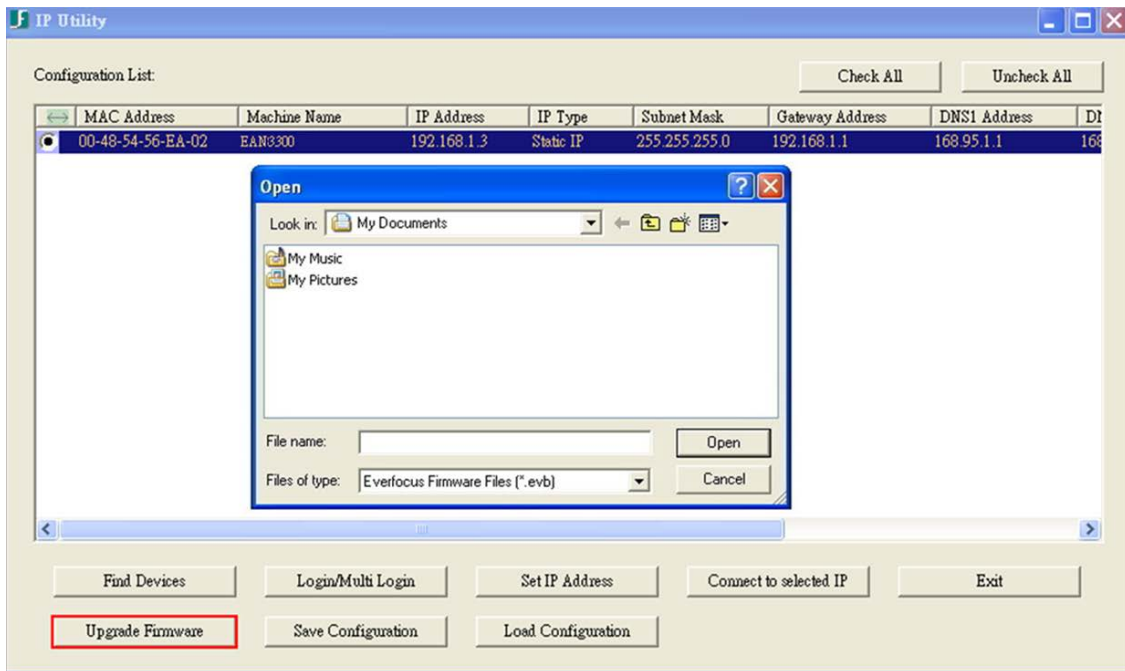 IP Utility
Configuration List:
Check All
Uncheck All
MAC Address Machine Name IP Address IP Type Subnet Mask Gateway Address DNS1 Address
00-48-54-56-EA-02 EAN3300 192.168.1.3 Static IP 255.255.255.0 192.168.1.1 168.95.1.1 168
Open
Look in: My Documents
My Music
My Pictures
File name:
Open
Files of type: Everfocus Firmware Files (*.evb)
Cancel
Find Devices
Login/Multi Login
Set IP Address
Connect to selected IP
Exit
Upgrade Firmware
Save Configuration
Load Configuration